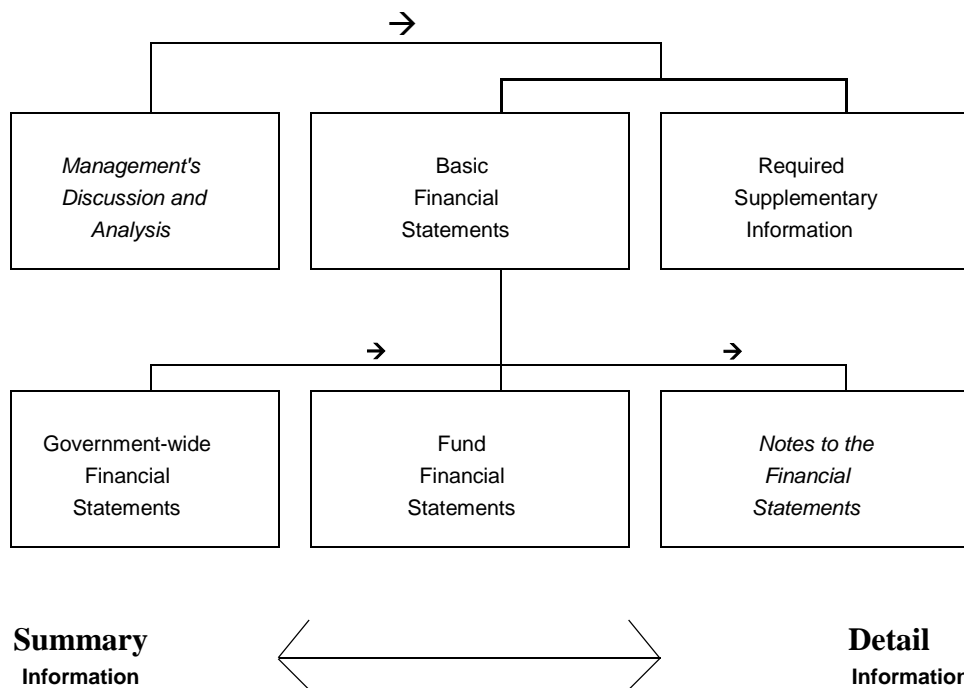 →
Management's
Discussion and
Analysis
Basic
Financial
Statements
Required
Supplementary
Information
→
→
Government-wide
Financial
Statements
Fund
Financial
Statements
Notes to the
Financial
Statements
Summary
Information
Detail
Information